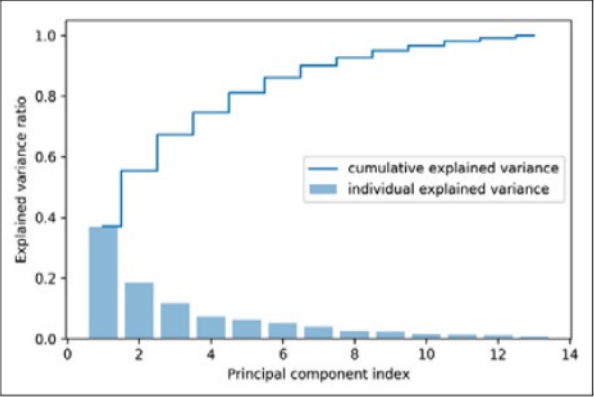 1.0
0.8
0.6
0.4
0.2
0.0
Explained variance ratio
cumulative explained variance
individual explained variance
0 2 4 6 8 10 12 14
Principal component index